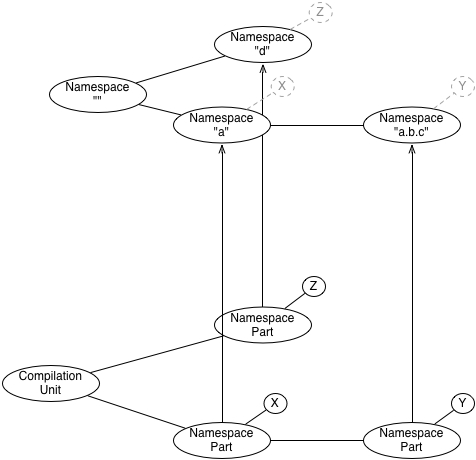 Z
Namespace
"d"
X
Y
Namespace
""
Namespace
"a"
Namespace
"a.b.c"
Z
Namespace
Part
Compilation
Unit
X
Y
Namespace
Part
Namespace
Part